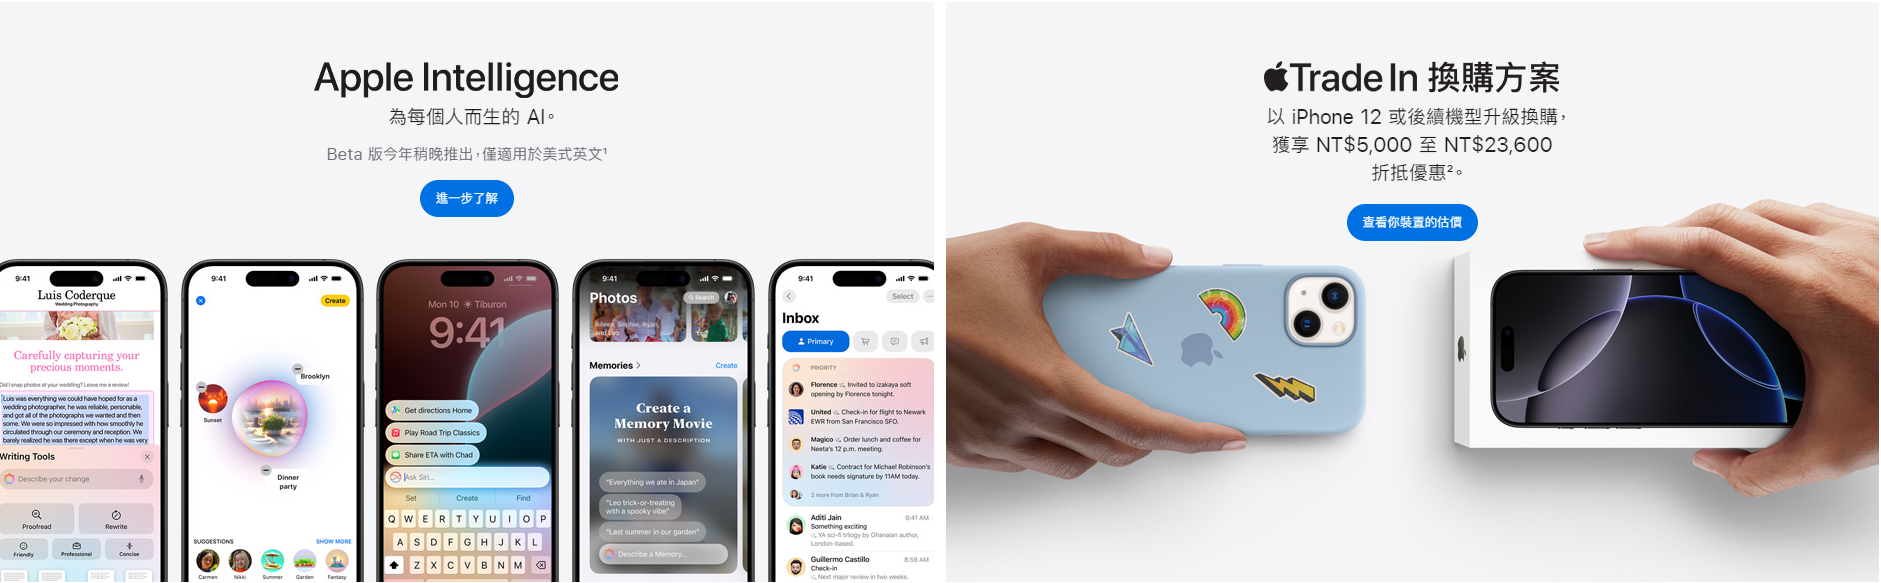 Apple Intelligence
為每個人而生的 AI。
Beta 版今年稍晚推出，僅適用於美式英文¹
進一步了解
9:41
Luis Coderque
Wedding Photography
Carefully capturing your
precious moments.
Did I snap photos at your wedding? Leave me a review!
Luis was everything we could have hoped for as a
wedding photographer, he was reliable, personable,
and got all of the photographs we wanted and then
some. We were so impressed with how smoothly he
circulated through our ceremony and reception. We
barely realized he was there except when he was very
Writing Tools
Describe your change
Proofread
Rewrite
Friendly
Professional
Concise
9:41
Create
Brooklyn
Sunset
Dinner
party
SUGGESTIONS
SHOW MORE
Carmen
Nikki
Summer
Garden
Fantasy
Mon 10 Tiburon
9:41
Get directions Home
Play Road Trip Classics
Share ETA with Chad
Ask Siri...
Set Create Find
Q W E R T Y U I O P
A S D F G H J K L
Z X C V B N M
9:41
Photos
Search
Memories
Create
Create a
Memory Movie
WITH JUST A DESCRIPTION
"Everything we ate in Japan"
"Leo trick-or-treating
with a spooky vibe"
"Last summer in our garden"
Describe a Memory...
9:41
Select
Inbox
Primary
PRIORITY
Florence Invited to izakaya soft
opening by Florence tonight.
United Check-in for flight to Newark
EWR from San Francisco SFO.
Magico Order lunch and coffee for
Neeta's 12 p.m. meeting.
Katie Contract for Michael Robinson's
book needs signature by 11AM today.
2 more from Brian & Ryan
Aditi Jain 9:41 AM
Something exciting
YA sci-fi trilogy by Ghanaian author,
London-based.
Guillermo Castillo 8:58 AM
Check-in
Next major review in two weeks.
Trade In 換購方案
以 iPhone 12 或後續機型升級換購，
獲享 NT$5,000 至 NT$23,600
折抵優惠²。
查看你裝置的估價